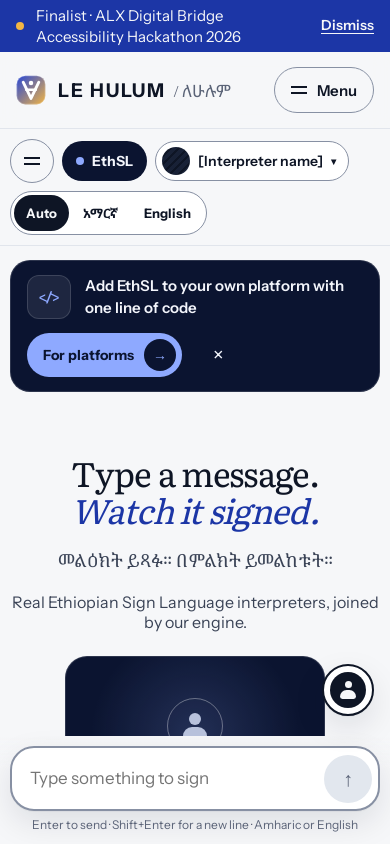 Finalist · ALX Digital Bridge
Accessibility Hackathon 2026
Dismiss
LE HULUM / ለሁሉም
Menu
EthSL
[Interpreter name] ▾
Auto አማርኛ English
</>
Add EthSL to your own platform with
one line of code
For platforms →
×
Type a message.
Watch it signed.
መልዕክት ይጻፉ። በምልክት ይመልከቱት።
Real Ethiopian Sign Language interpreters, joined
by our engine.
Type something to sign
↑
Enter to send · Shift+Enter for a new line · Amharic or English